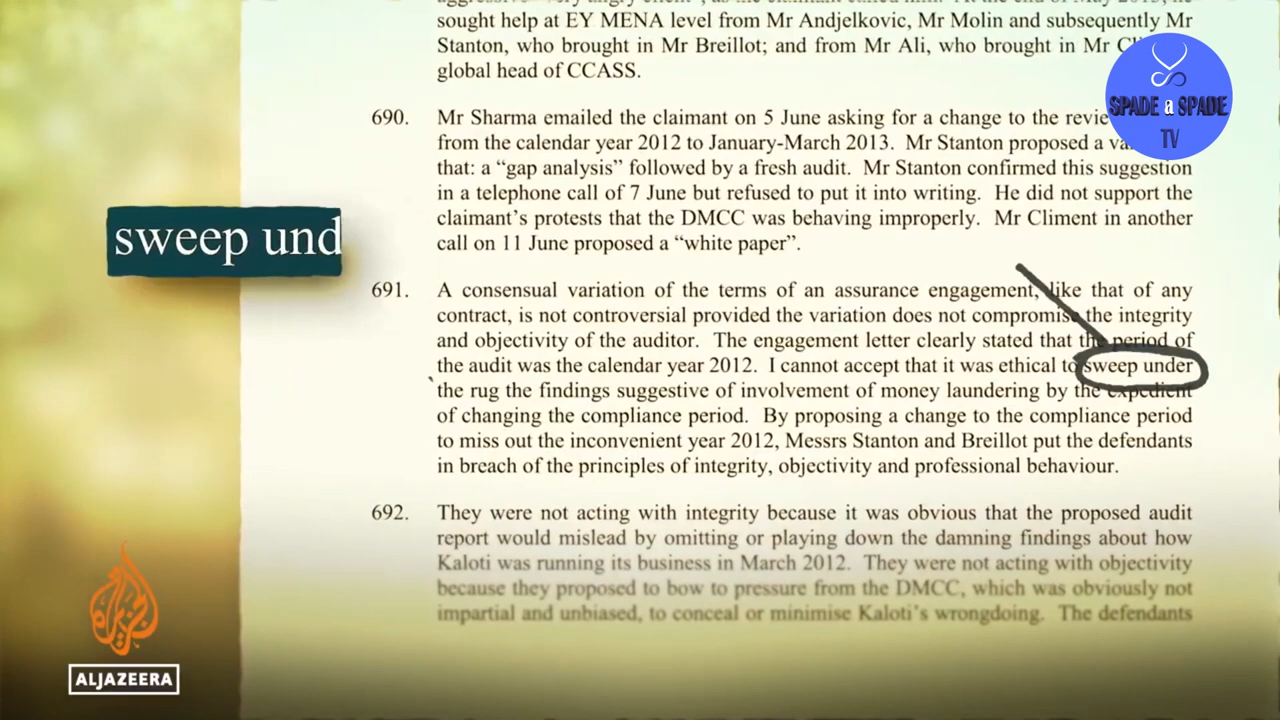 sought help at EY MENA level from Mr Andjelkovic, Mr Molin and subsequently Mr
Stanton, who brought in Mr Breillot; and from Mr Ali, who brought in Mr
global head of CCASS.
690. Mr Sharma emailed the claimant on 5 June asking for a change to the
from the calendar year 2012 to January-March 2013. Mr Stanton proposed a
that: a “gap analysis” followed by a fresh audit. Mr Stanton confirmed this suggestion
in a telephone call of 7 June but refused to put it into writing. He did not support the
claimant’s protests that the DMCC was behaving improperly. Mr Climent in another
call on 11 June proposed a “white paper”.
691. A consensual variation of the terms of an assurance engagement, like that of any
contract, is not controversial provided the variation does not compromise the integrity
and objectivity of the auditor. The engagement letter clearly stated that the period of
the audit was the calendar year 2012. I cannot accept that it was ethical to sweep under
the rug the findings suggestive of involvement of money laundering by the expedient
of changing the compliance period. By proposing a change to the compliance period
to miss out the inconvenient year 2012, Messrs Stanton and Breillot put the defendants
in breach of the principles of integrity, objectivity and professional behaviour.
692. They were not acting with integrity because it was obvious that the proposed audit
report would mislead by omitting or playing down the damning findings about how
Kaloti was running its business in March 2012. They were not acting with objectivity
because they proposed to bow to pressure from the DMCC, which was obviously not
impartial and unbiased, to conceal or minimise Kaloti’s wrongdoing. The defendants
sweep und
SPADE a SPADE
TV
ALJAZEERA